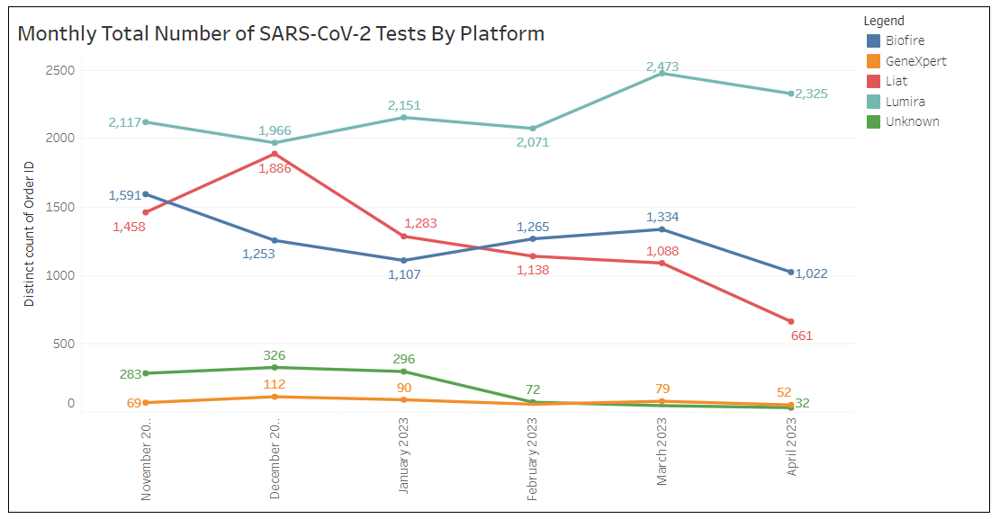 Monthly Total Number of SARS-CoV-2 Tests By Platform
Legend
Biofire
GeneXpert
Liat
Lumira
Unknown
Distinct count of Order ID
2500
2000
1500
1000
500
0
2,117
1,966
2,151
2,071
2,473
2,325
1,458
1,886
1,283
1,138
1,088
661
1,591
1,253
1,107
1,265
1,334
1,022
283
326
296
72
32
69
112
90
79
52
November 20..
December 20..
January 2023
February 2023
March 2023
April 2023